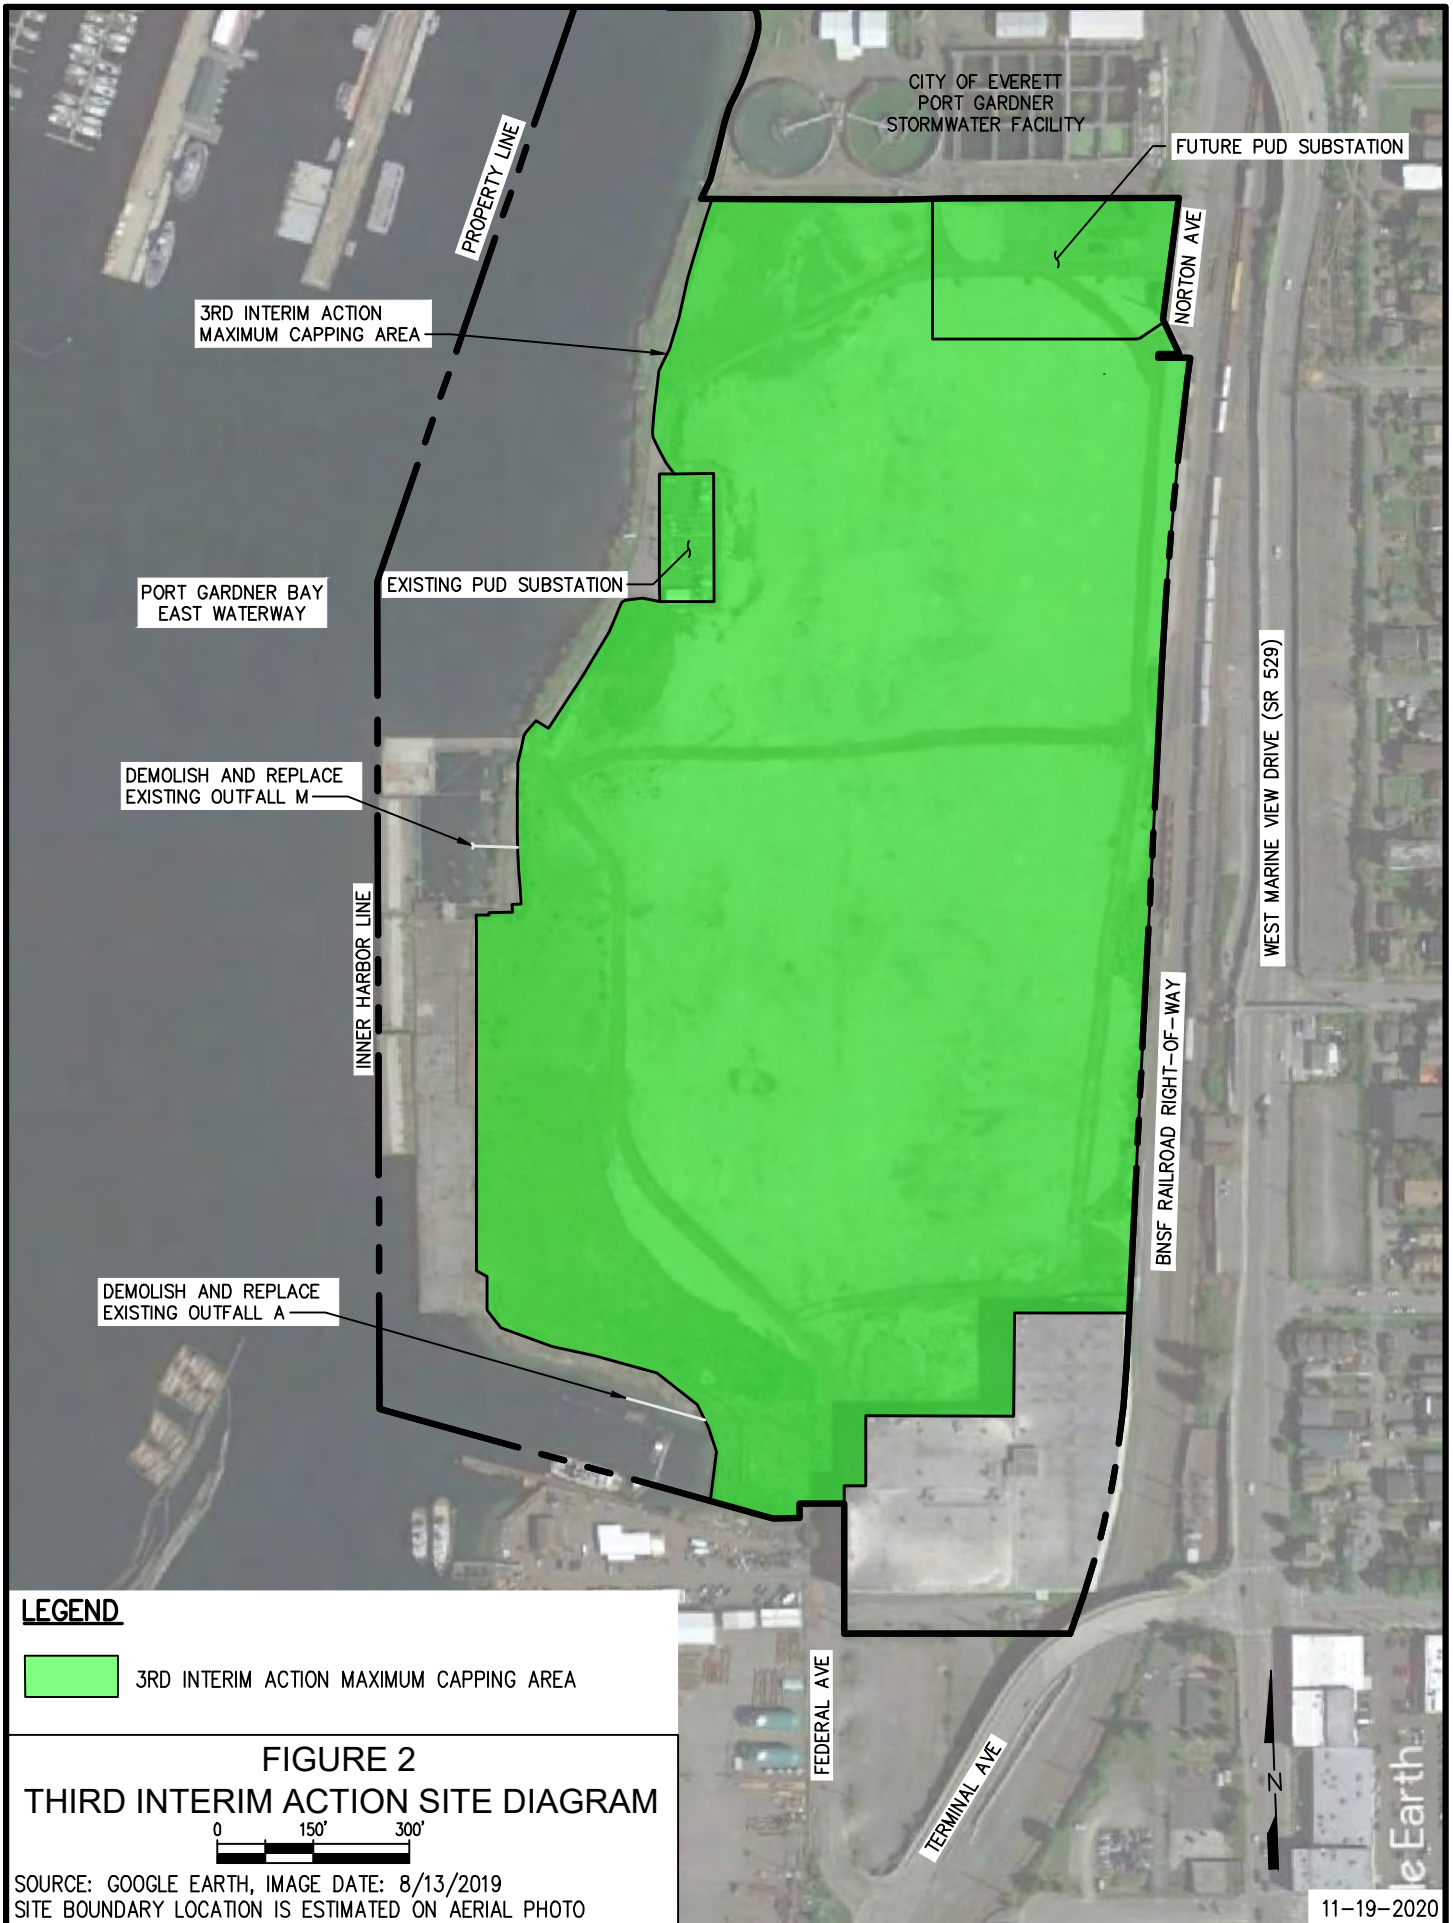 CITY OF EVERETT
PORT GARDNER
STORMWATER FACILITY
FUTURE PUD SUBSTATION
PROPERTY LINE
NORTON AVE
3RD INTERIM ACTION
MAXIMUM CAPPING AREA
EXISTING PUD SUBSTATION
PORT GARDNER BAY
EAST WATERWAY
WEST MARINE VIEW DRIVE (SR 529)
DEMOLISH AND REPLACE
EXISTING OUTFALL M
INNER HARBOR LINE
BNSF RAILROAD RIGHT-OF-WAY
DEMOLISH AND REPLACE
EXISTING OUTFALL A
LEGEND
3RD INTERIM ACTION MAXIMUM CAPPING AREA
FEDERAL AVE
TERMINAL AVE
N
FIGURE 2
THIRD INTERIM ACTION SITE DIAGRAM
0 150' 300'
SOURCE: GOOGLE EARTH, IMAGE DATE: 8/13/2019
SITE BOUNDARY LOCATION IS ESTIMATED ON AERIAL PHOTO
le Earth
11-19-2020